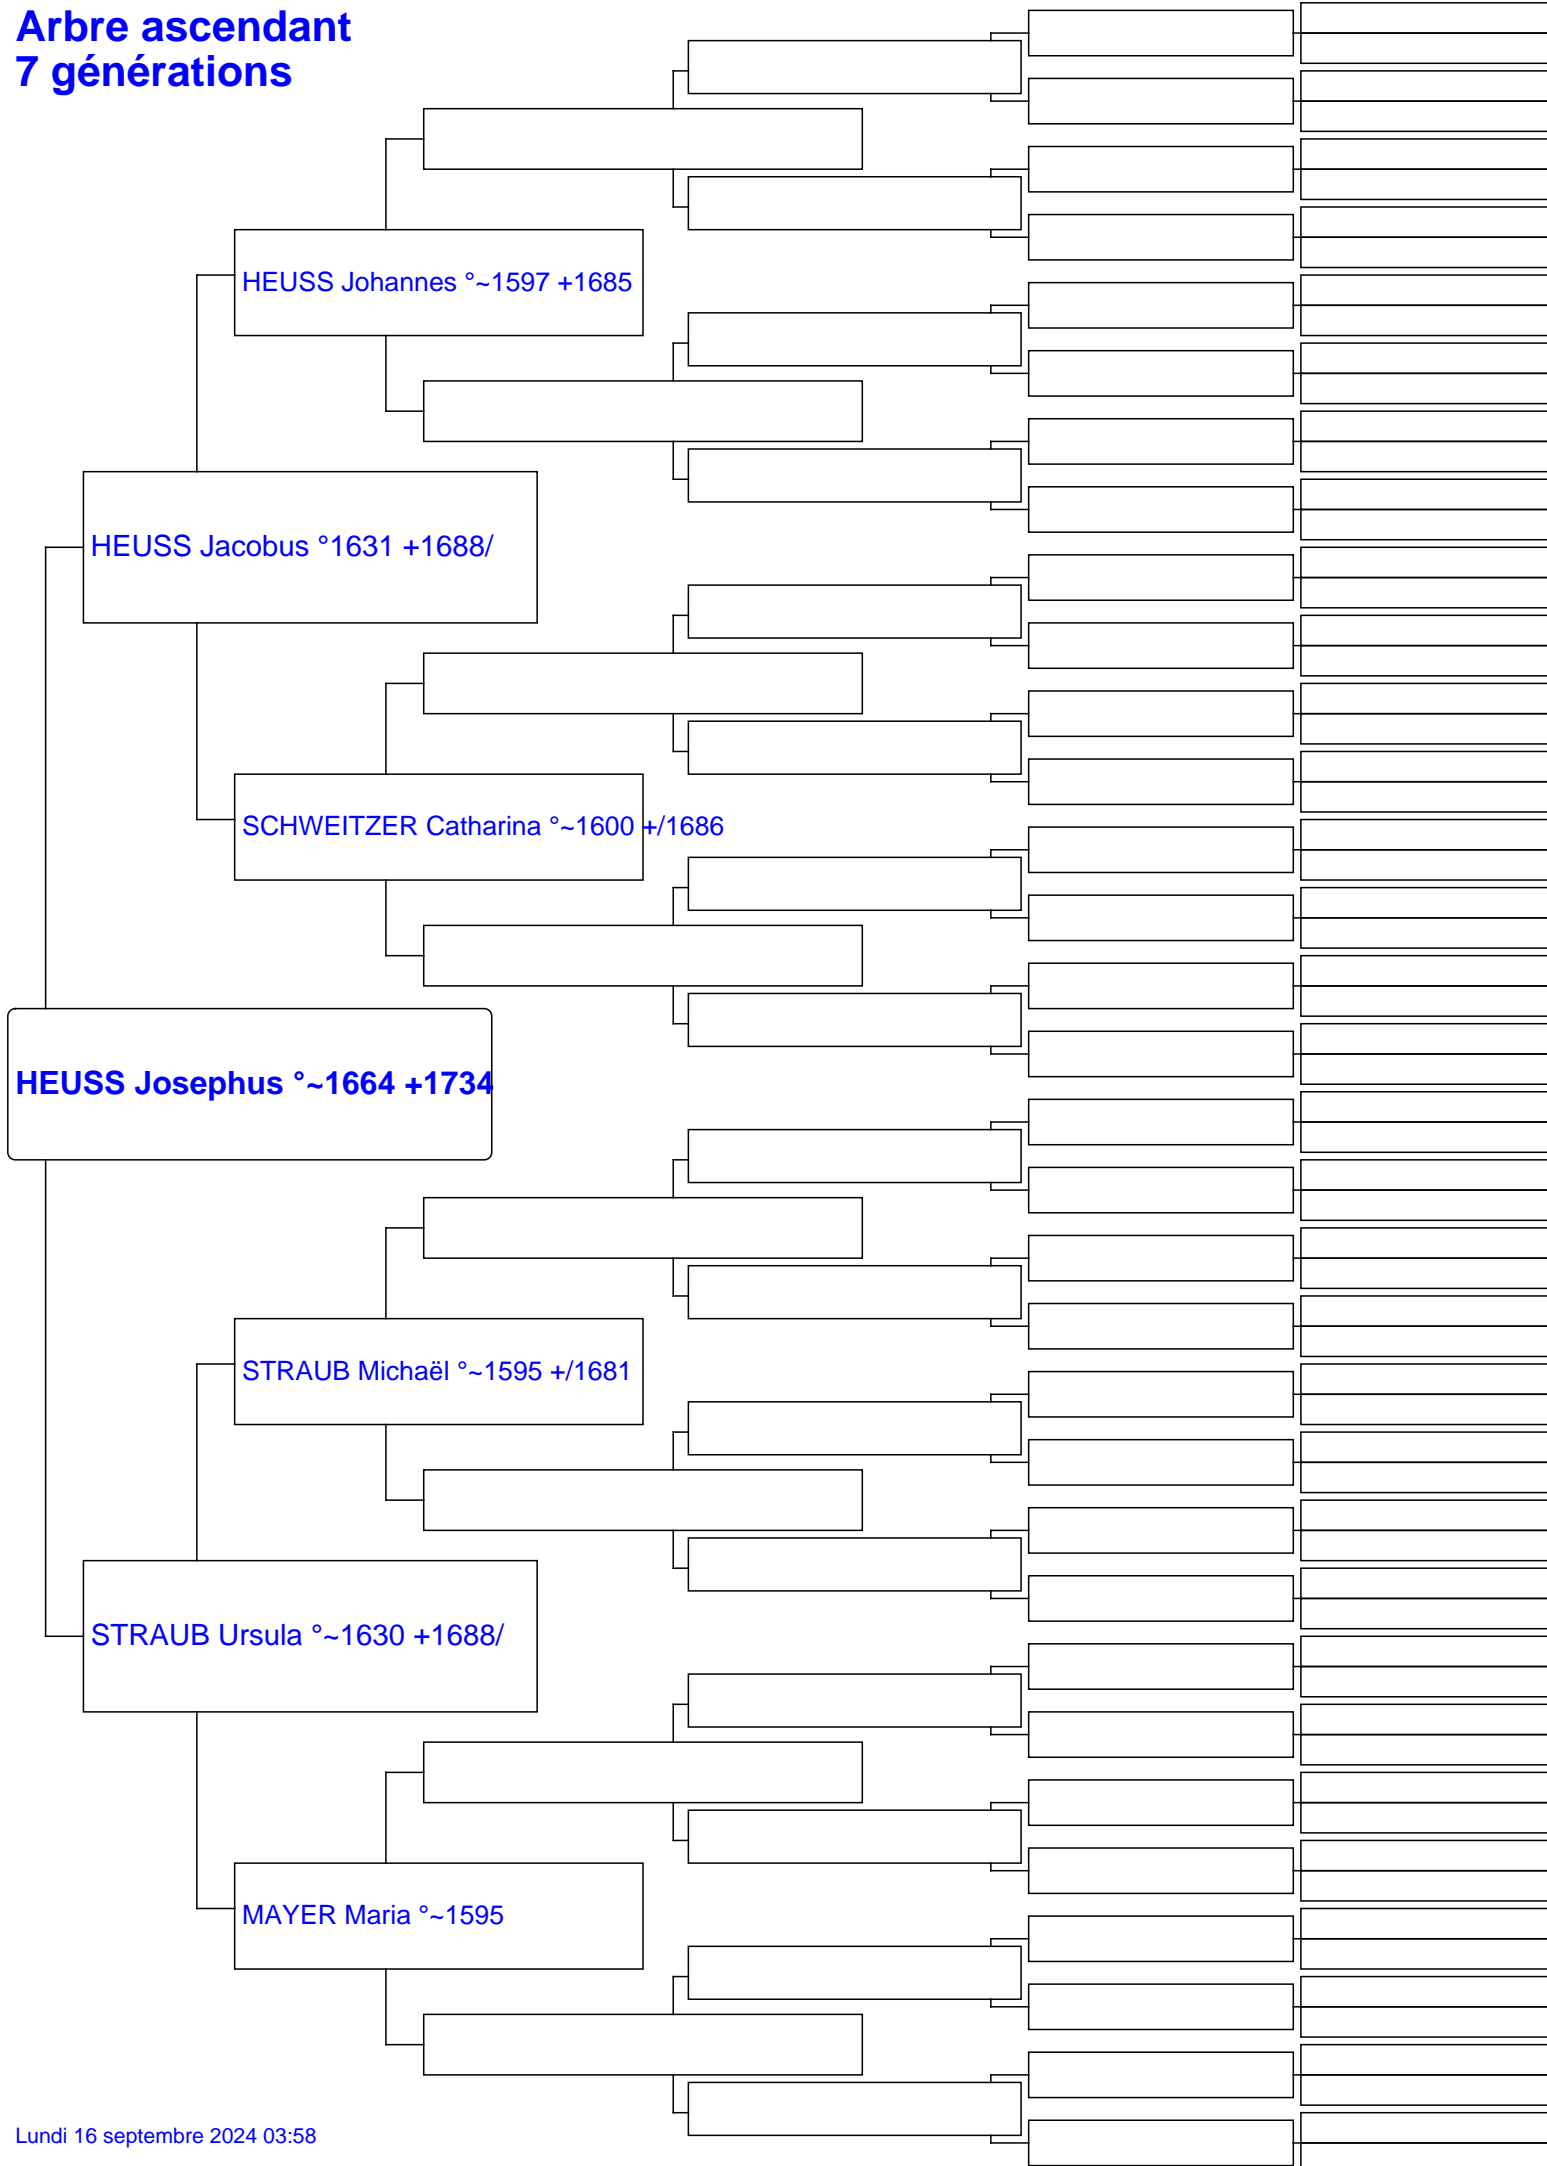 Arbre ascendant
7 générations
HEUSS Johannes °~1597 +1685
HEUSS Jacobus °1631 +1688/
SCHWEITZER Catharina °~1600 +/1686
HEUSS Josephus °~1664 +1734
STRAUB Michaël °~1595 +/1681
STRAUB Ursula °~1630 +1688/
MAYER Maria °~1595
Lundi 16 septembre 2024 03:58